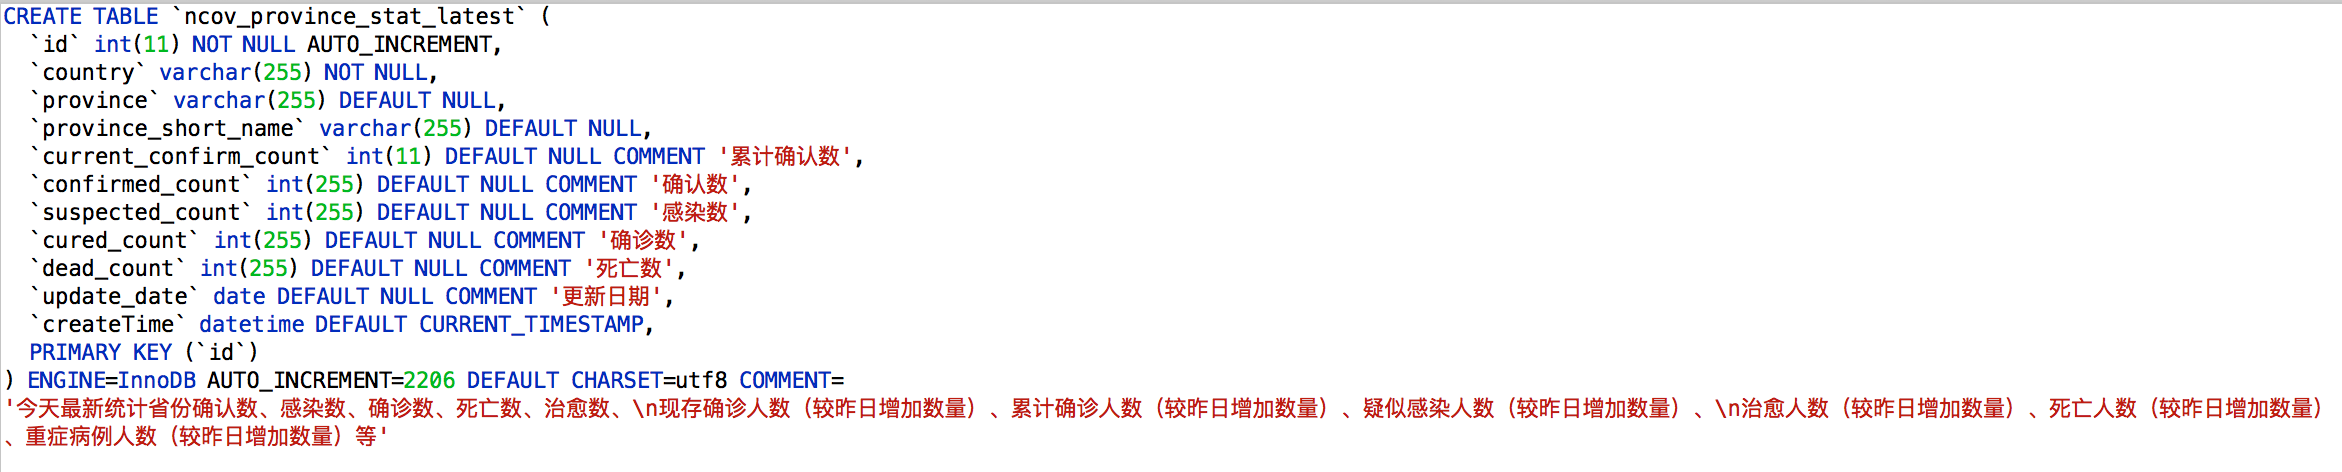 CREATE TABLE `ncov_province_stat_latest` (
  `id` int(11) NOT NULL AUTO_INCREMENT,
  `country` varchar(255) NOT NULL,
  `province` varchar(255) DEFAULT NULL,
  `province_short_name` varchar(255) DEFAULT NULL,
  `current_confirm_count` int(11) DEFAULT NULL COMMENT '累计确认数',
  `confirmed_count` int(255) DEFAULT NULL COMMENT '确认数',
  `suspected_count` int(255) DEFAULT NULL COMMENT '感染数',
  `cured_count` int(255) DEFAULT NULL COMMENT '确诊数',
  `dead_count` int(255) DEFAULT NULL COMMENT '死亡数',
  `update_date` date DEFAULT NULL COMMENT '更新日期',
  `createTime` datetime DEFAULT CURRENT_TIMESTAMP,
  PRIMARY KEY (`id`)
) ENGINE=InnoDB AUTO_INCREMENT=2206 DEFAULT CHARSET=utf8 COMMENT=
'今天最新统计省份确认数、感染数、确诊数、死亡数、治愈数、\n现存确诊人数（较昨日增加数量）、累计确诊人数（较昨日增加数量）、疑似感染人数（较昨日增加数量）、\n治愈人数（较昨日增加数量）、死亡人数（较昨日增加数量）
、重症病例人数（较昨日增加数量）等'